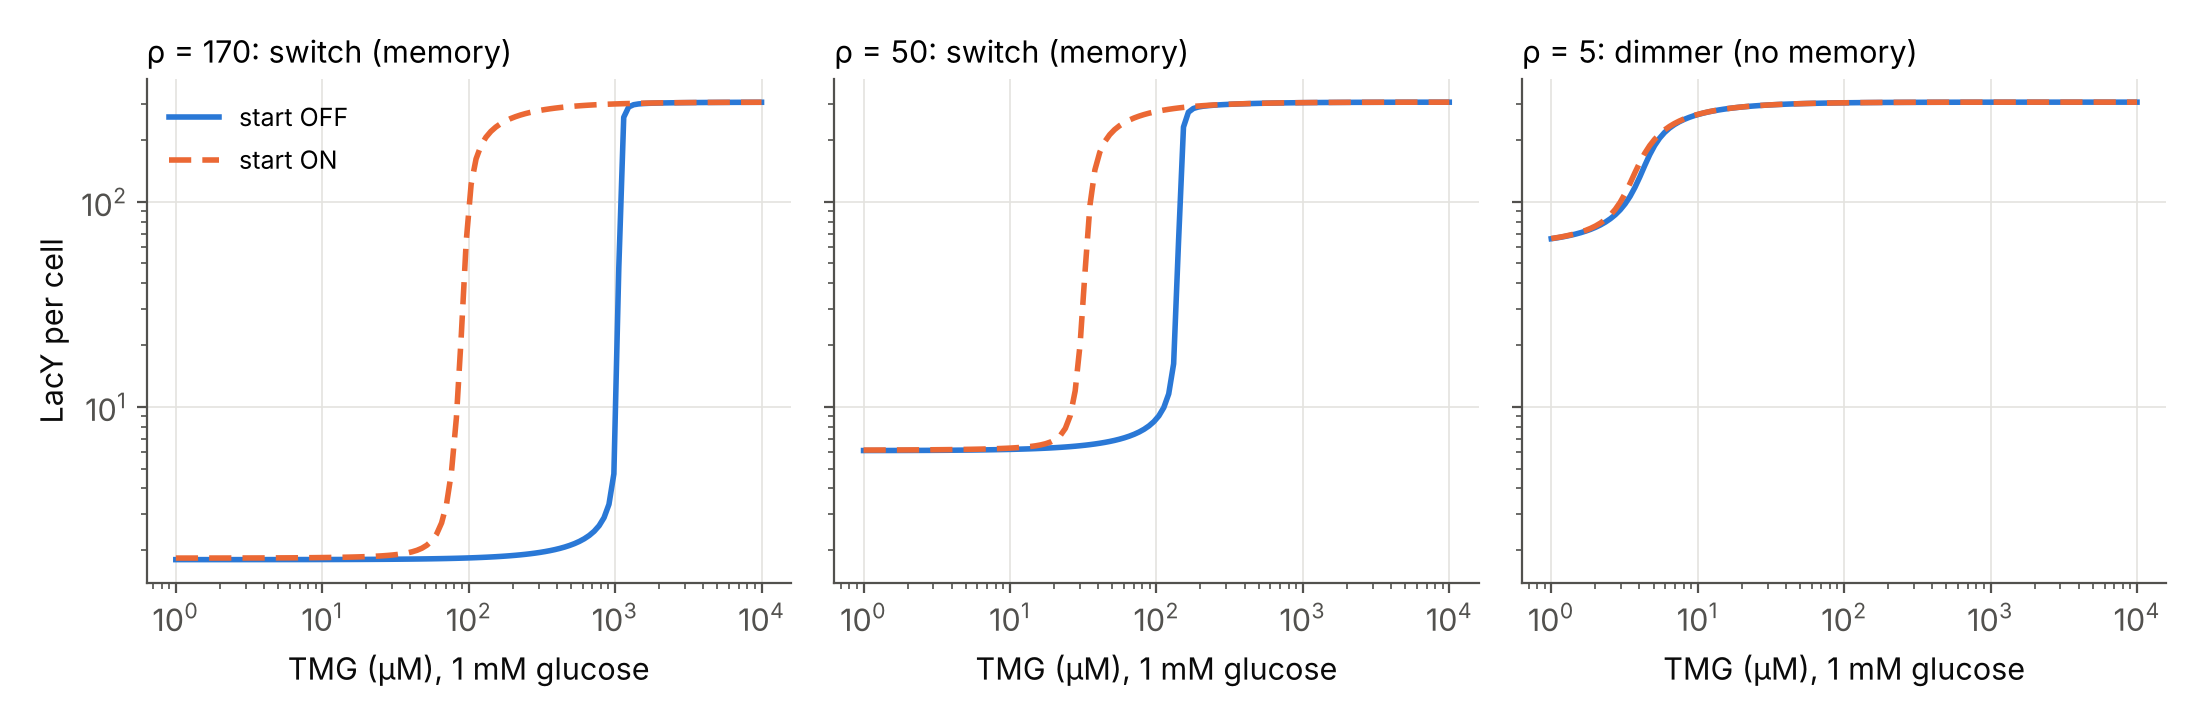 ρ = 170: switch (memory)
ρ = 50: switch (memory)
ρ = 5: dimmer (no memory)
start OFF
start ON
LacY per cell
10²
10¹
10⁰ 10¹ 10² 10³ 10⁴
10⁰ 10¹ 10² 10³ 10⁴
10⁰ 10¹ 10² 10³ 10⁴
TMG (µM), 1 mM glucose
TMG (µM), 1 mM glucose
TMG (µM), 1 mM glucose